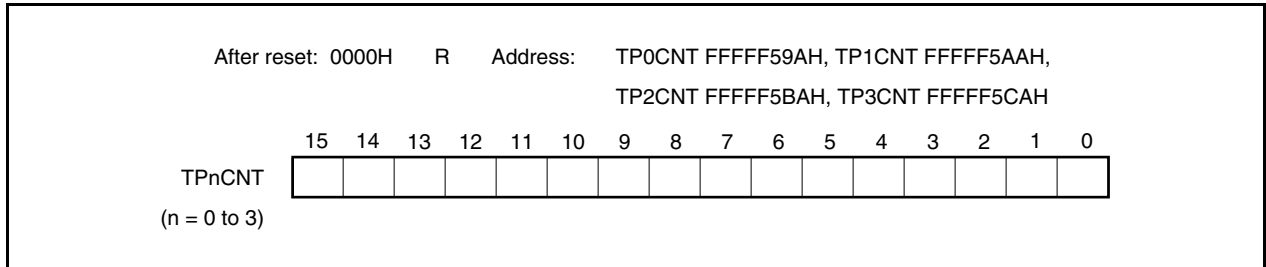 After reset: 0000H R Address: TP0CNT FFFFF59AH, TP1CNT FFFFF5AAH,
TP2CNT FFFFF5BAH, TP3CNT FFFFF5CAH
15 14 13 12 11 10 9 8 7 6 5 4 3 2 1 0
TPnCNT
(n = 0 to 3)